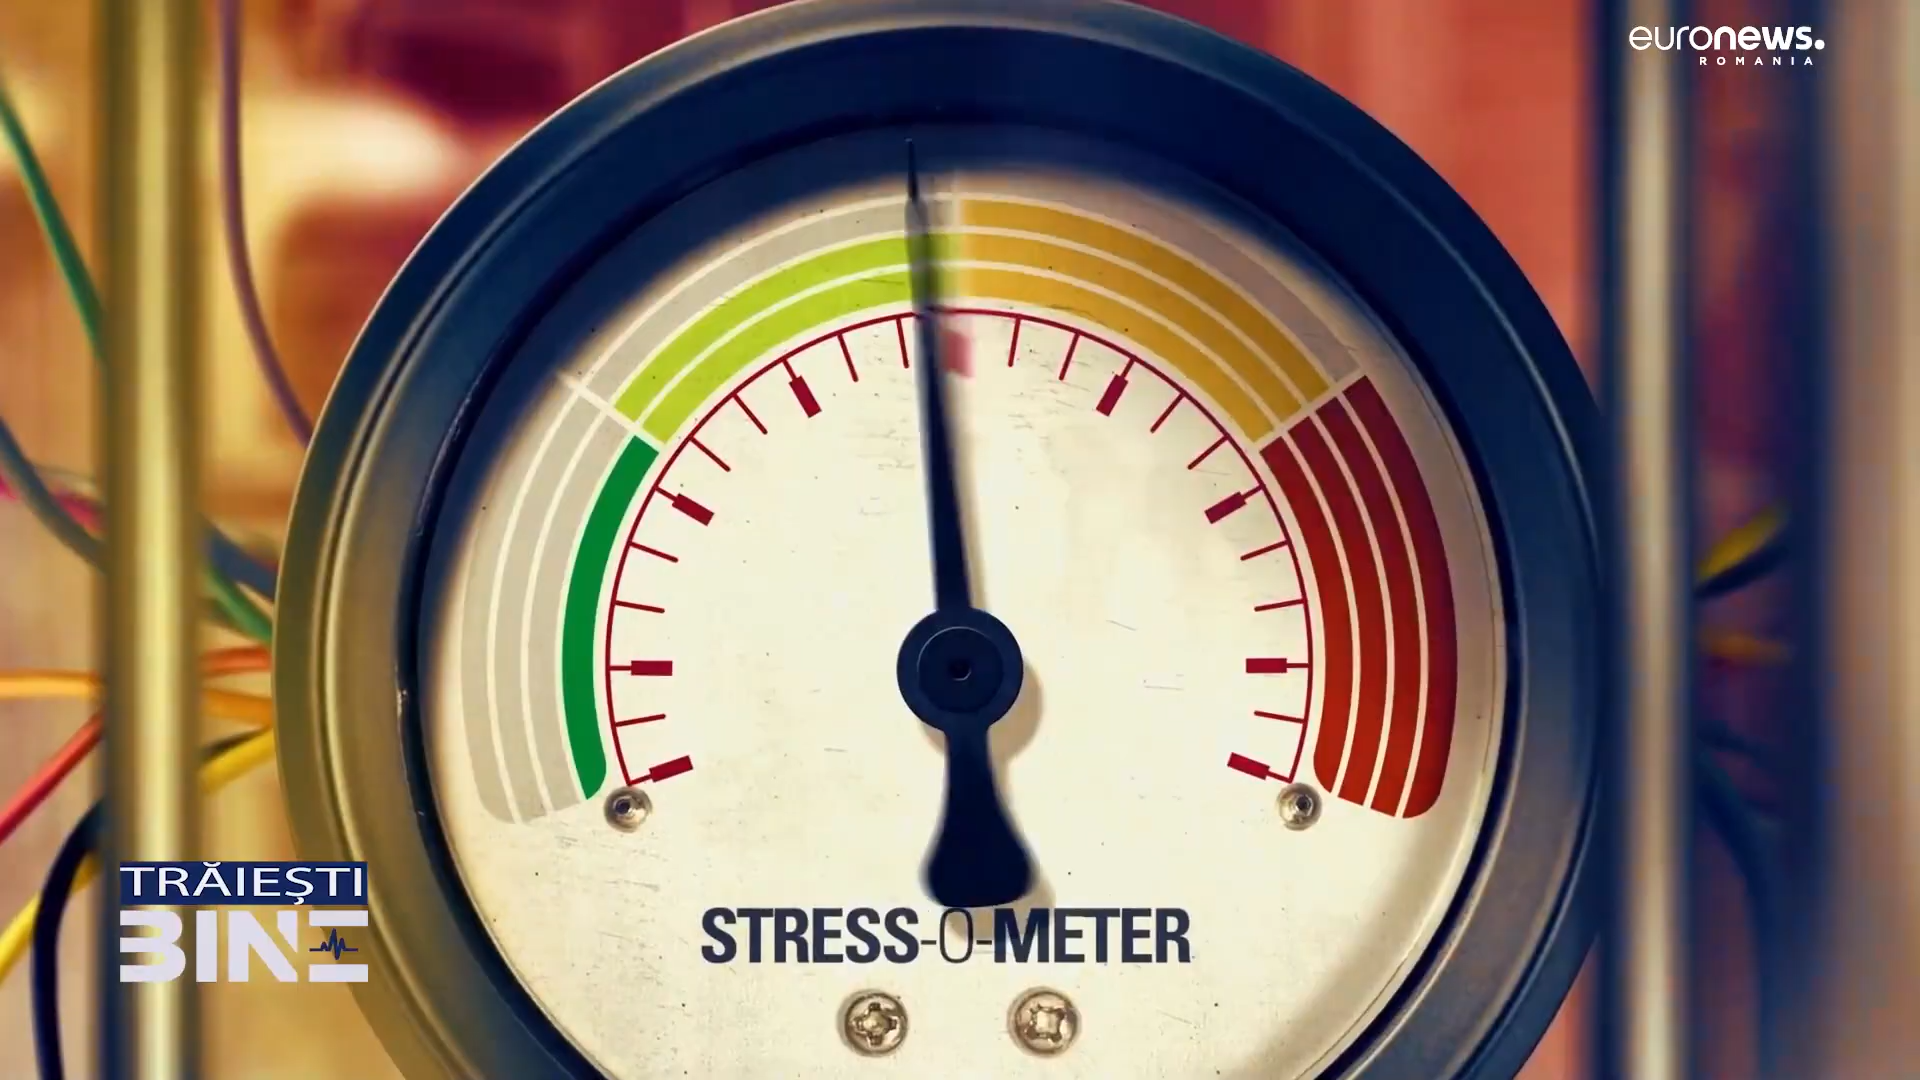 euronews.
ROMANIA
TRĂIEȘTI
BINE
STRESS-O-METER